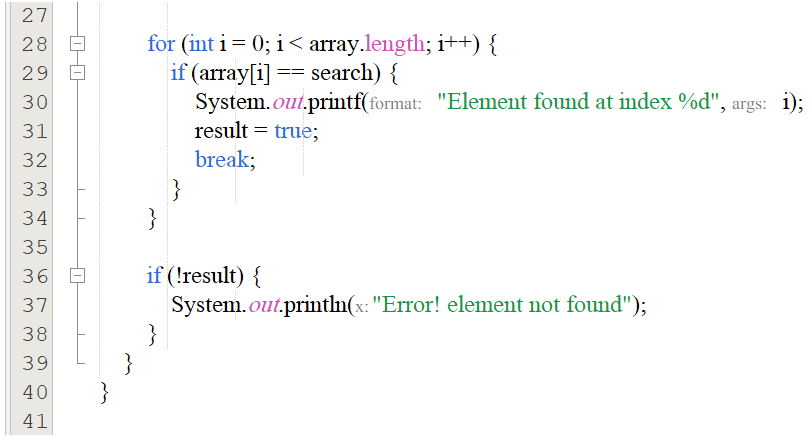 27
28 for (int i = 0; i < array.length; i++) {
29 if (array[i] == search) {
30 System.out.printf(format: "Element found at index %d", args: i);
31 result = true;
32 break;
33 }
34 }
35
36 if (!result) {
37 System.out.println(x: "Error! element not found");
38 }
39 }
40 }
41